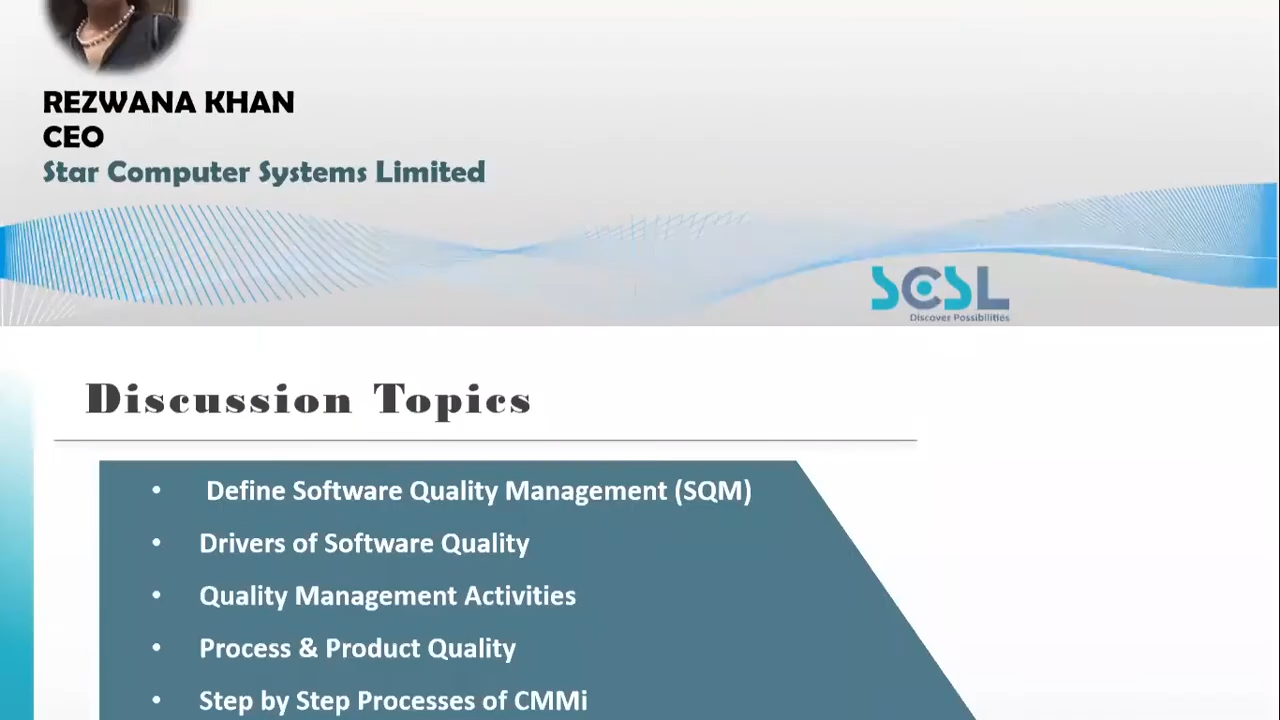 REZWANA KHAN
CEO
Star Computer Systems Limited
SCSL
Discover Possibilities
Discussion Topics
• Define Software Quality Management (SQM)
• Drivers of Software Quality
• Quality Management Activities
• Process & Product Quality
• Step by Step Processes of CMMi